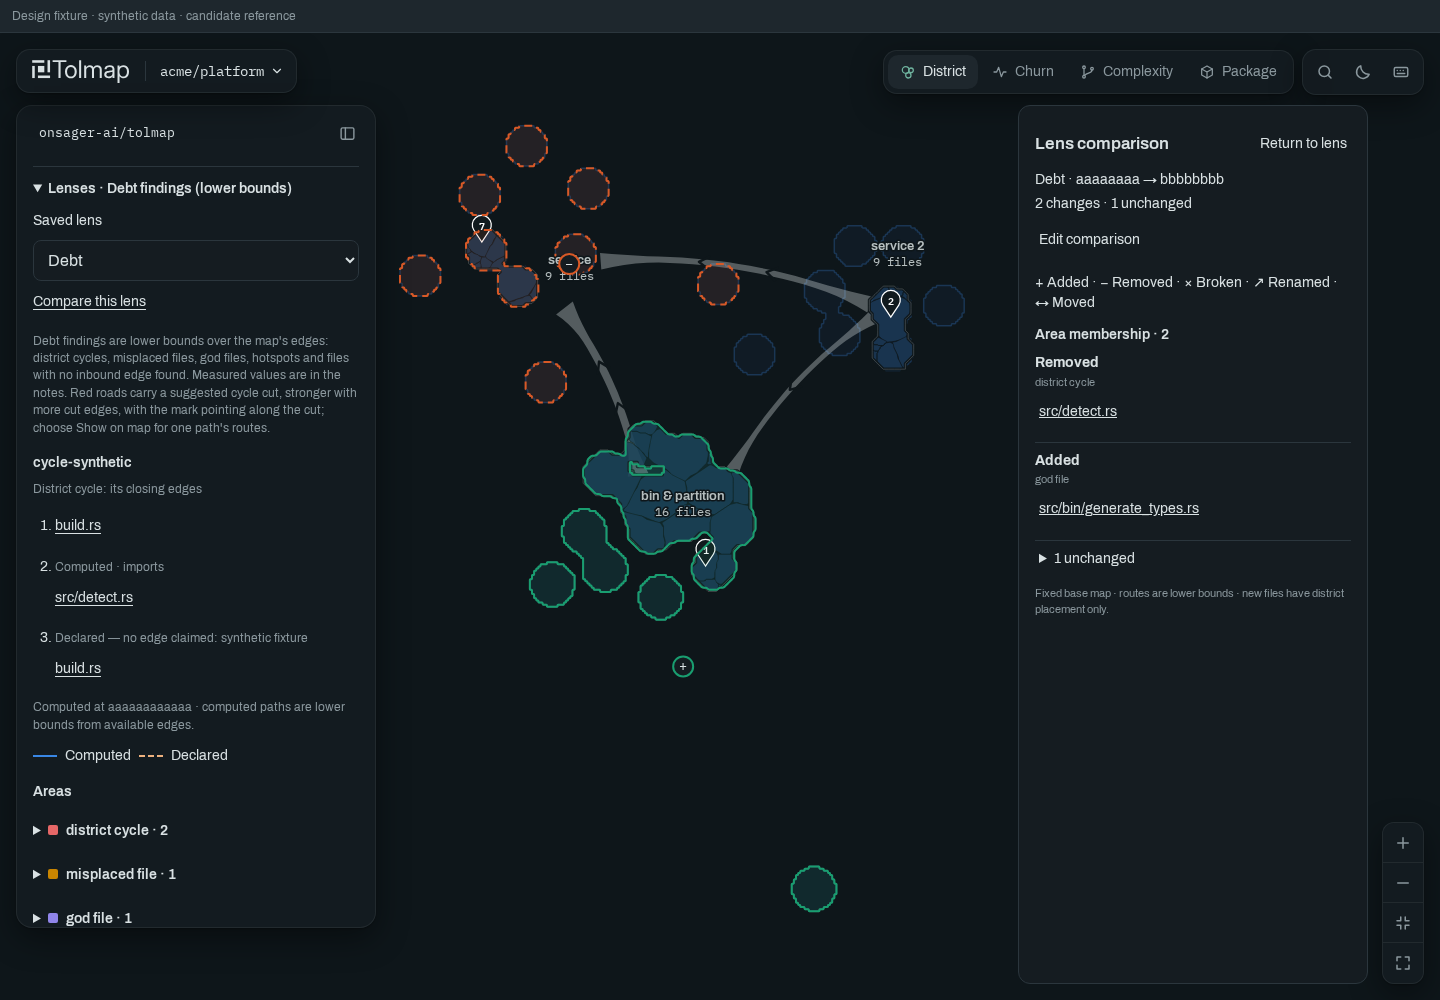 Design fixture · synthetic data · candidate reference
Tolmap
acme/platform
District
Churn
Complexity
Package
onsager-ai/tolmap
▼ Lenses · Debt findings (lower bounds)
Saved lens
Debt
Compare this lens
Debt findings are lower bounds over the map's edges:
district cycles, misplaced files, god files, hotspots and files
with no inbound edge found. Measured values are in the
notes. Red roads carry a suggested cycle cut, stronger with
more cut edges, with the mark pointing along the cut;
choose Show on map for one path's routes.
cycle-synthetic
District cycle: its closing edges
1. build.rs
2. Computed · imports
src/detect.rs
3. Declared — no edge claimed: synthetic fixture
build.rs
Computed at aaaaaaaaaaaa · computed paths are lower
bounds from available edges.
Computed
Declared
Areas
▶ district cycle · 2
▶ misplaced file · 1
▶ god file · 1
7
−
9 files
service 2
9 files
2
bin & partition
16 files
1
+
Lens comparison
Return to lens
Debt · aaaaaaaa → bbbbbbbb
2 changes · 1 unchanged
Edit comparison
+ Added · − Removed · × Broken · ↗ Renamed ·
↔ Moved
Area membership · 2
Removed
district cycle
src/detect.rs
Added
god file
src/bin/generate_types.rs
▶ 1 unchanged
Fixed base map · routes are lower bounds · new files have district
placement only.